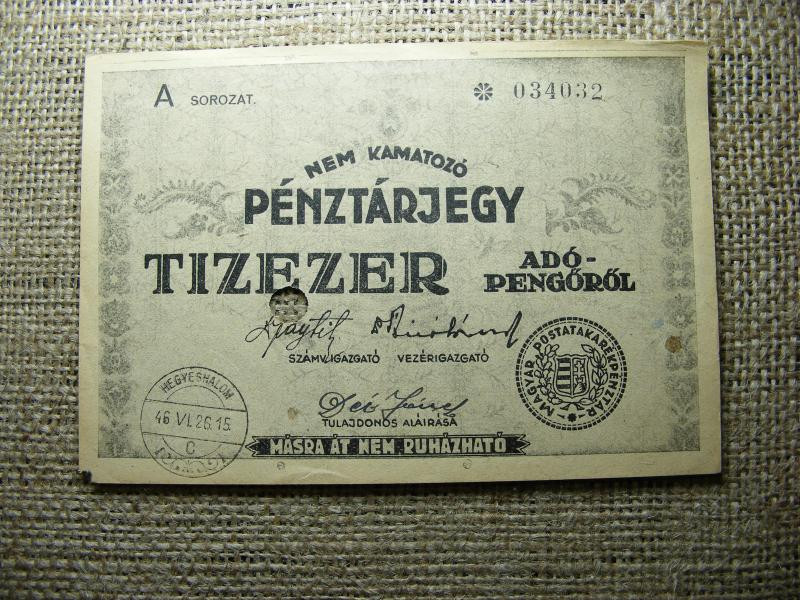 A SOROZAT. 034032
NEM KAMATOZÓ
PÉNZTÁRJEGY
TIZEZER ADÓ-
PENGŐRŐL
SZÁMV.IGAZGATÓ VEZÉRIGAZGATÓ
MAGYAR POSTATAKARÉKPÉNZTÁR
HEGYESHALOM
46 VI. 26. 15
C
TULAJDONOS ALÁIRÁSA
MÁSRA ÁT NEM RUHÁZHATÓ